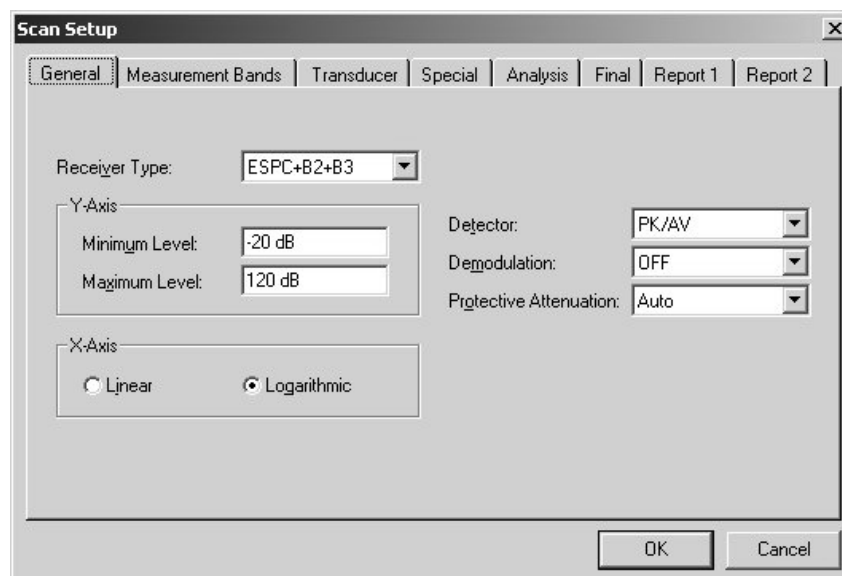 Scan Setup
General Measurement Bands Transducer Special Analysis Final Report 1 Report 2
Receiver Type: ESPC+B2+B3
Y-Axis
Minimum Level: -20 dB
Maximum Level: 120 dB
Detector: PK/AV
Demodulation: OFF
Protective Attenuation: Auto
X-Axis
Linear Logarithmic
OK Cancel